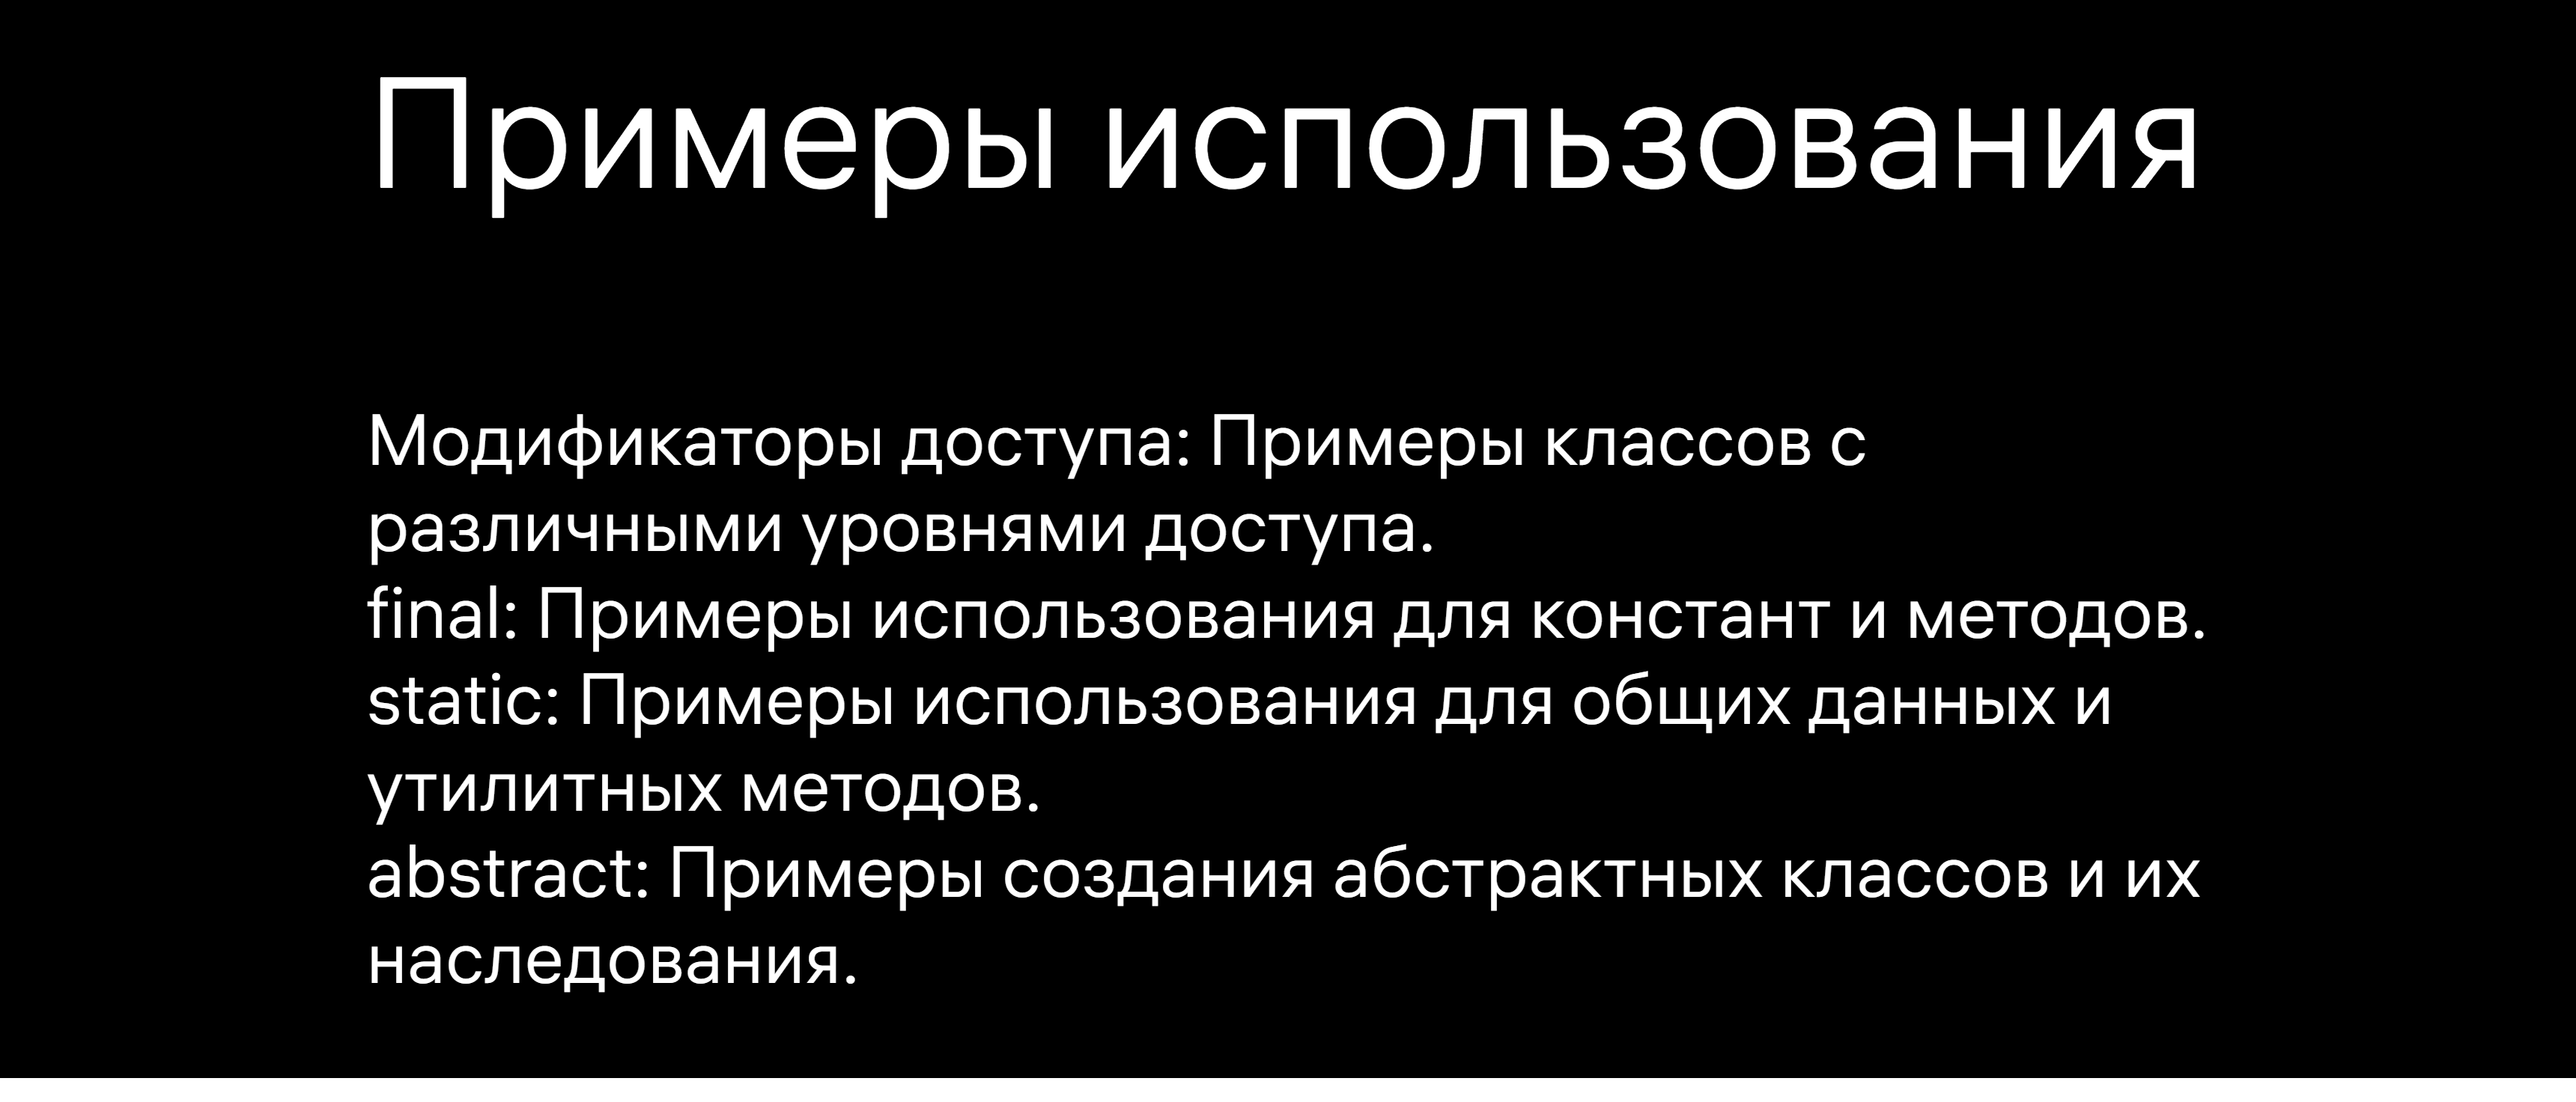 Примеры использования
Модификаторы доступа: Примеры классов с
различными уровнями доступа.
final: Примеры использования для констант и методов.
static: Примеры использования для общих данных и
утилитных методов.
abstract: Примеры создания абстрактных классов и их
наследования.